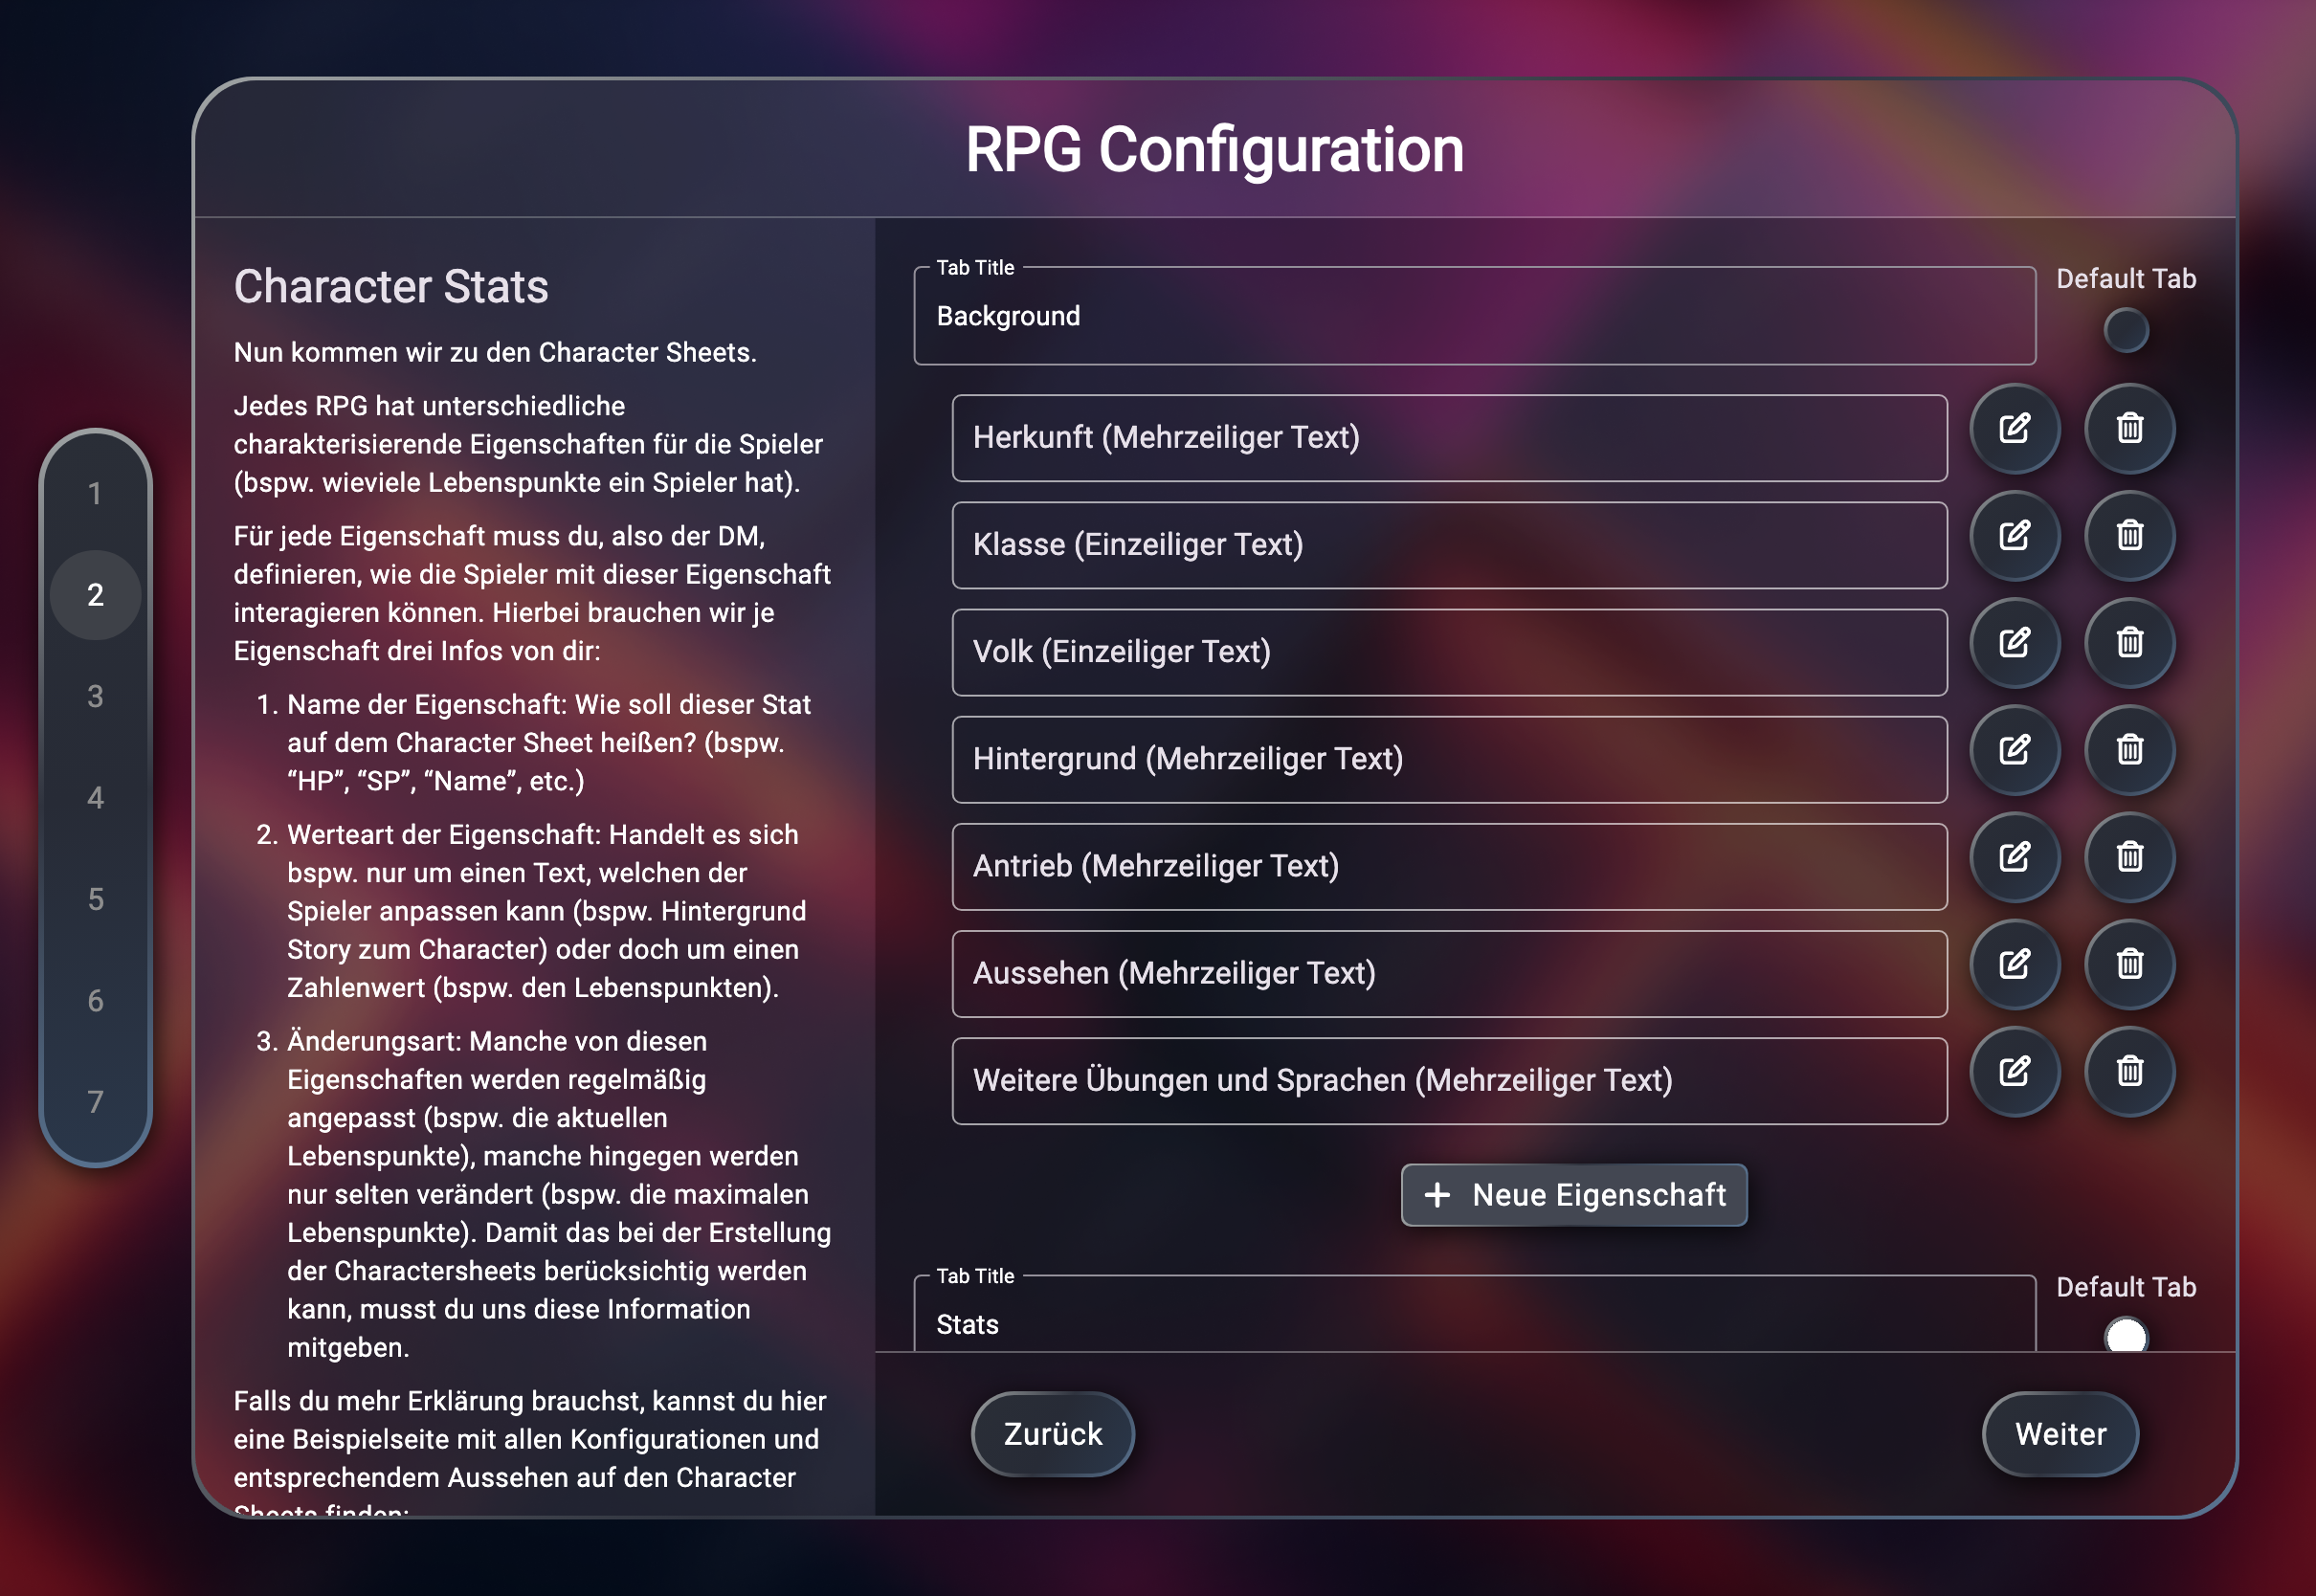 RPG Configuration
1
2
3
4
5
6
7
Character Stats
Nun kommen wir zu den Character Sheets.
Jedes RPG hat unterschiedliche
charakterisierende Eigenschaften für die Spieler
(bspw. wieviele Lebenspunkte ein Spieler hat).
Für jede Eigenschaft muss du, also der DM,
definieren, wie die Spieler mit dieser Eigenschaft
interagieren können. Hierbei brauchen wir je
Eigenschaft drei Infos von dir:
1. Name der Eigenschaft: Wie soll dieser Stat
auf dem Character Sheet heißen? (bspw.
“HP”, “SP”, “Name”, etc.)
2. Werteart der Eigenschaft: Handelt es sich
bspw. nur um einen Text, welchen der
Spieler anpassen kann (bspw. Hintergrund
Story zum Character) oder doch um einen
Zahlenwert (bspw. den Lebenspunkten).
3. Änderungsart: Manche von diesen
Eigenschaften werden regelmäßig
angepasst (bspw. die aktuellen
Lebenspunkte), manche hingegen werden
nur selten verändert (bspw. die maximalen
Lebenspunkte). Damit das bei der Erstellung
der Charactersheets berücksichtig werden
kann, musst du uns diese Information
mitgeben.
Falls du mehr Erklärung brauchst, kannst du hier
eine Beispielseite mit allen Konfigurationen und
entsprechendem Aussehen auf den Character
Sheets finden:
Tab Title
Background
Default Tab
Herkunft (Mehrzeiliger Text)
Klasse (Einzeiliger Text)
Volk (Einzeiliger Text)
Hintergrund (Mehrzeiliger Text)
Antrieb (Mehrzeiliger Text)
Aussehen (Mehrzeiliger Text)
Weitere Übungen und Sprachen (Mehrzeiliger Text)
+ Neue Eigenschaft
Tab Title
Stats
Default Tab
Zurück
Weiter